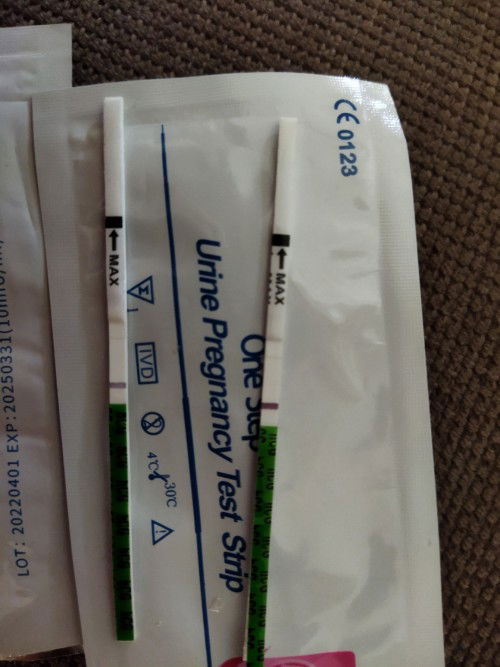 CE 0123
One Step
Urine Pregnancy Test Strip
IVD
4°C
30°C
MAX
MAX
LOT: 20220401 EXP:20250331